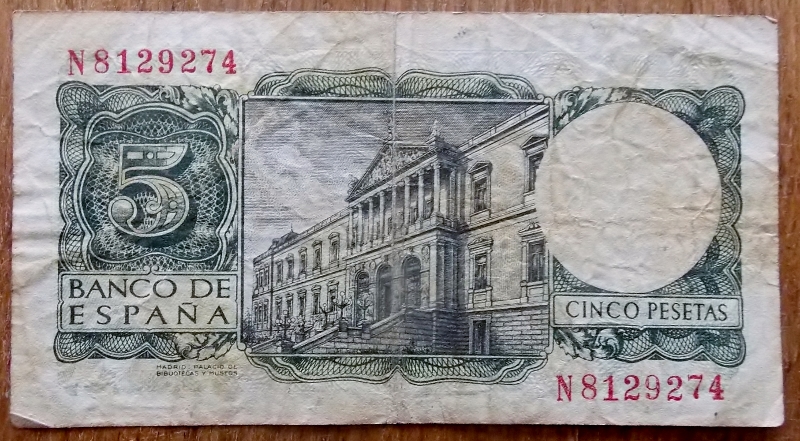 N8129274
5
BANCO DE
ESPAÑA
MADRID: PALACIO DE
BIBLIOTECAS Y MUSEOS
CINCO PESETAS
N8129274